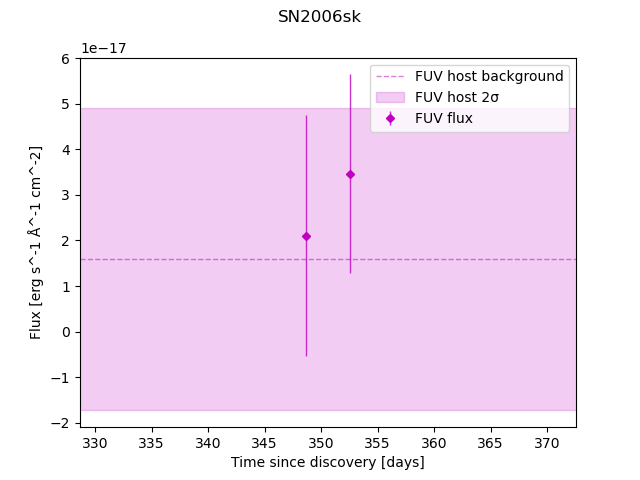 SN2006sk
1e−17
FUV host background
FUV host 2σ
FUV flux
6
5
4
3
2
1
0
−1
−2
Flux [erg s^-1 Å^-1 cm^-2]
330 335 340 345 350 355 360 365 370
Time since discovery [days]